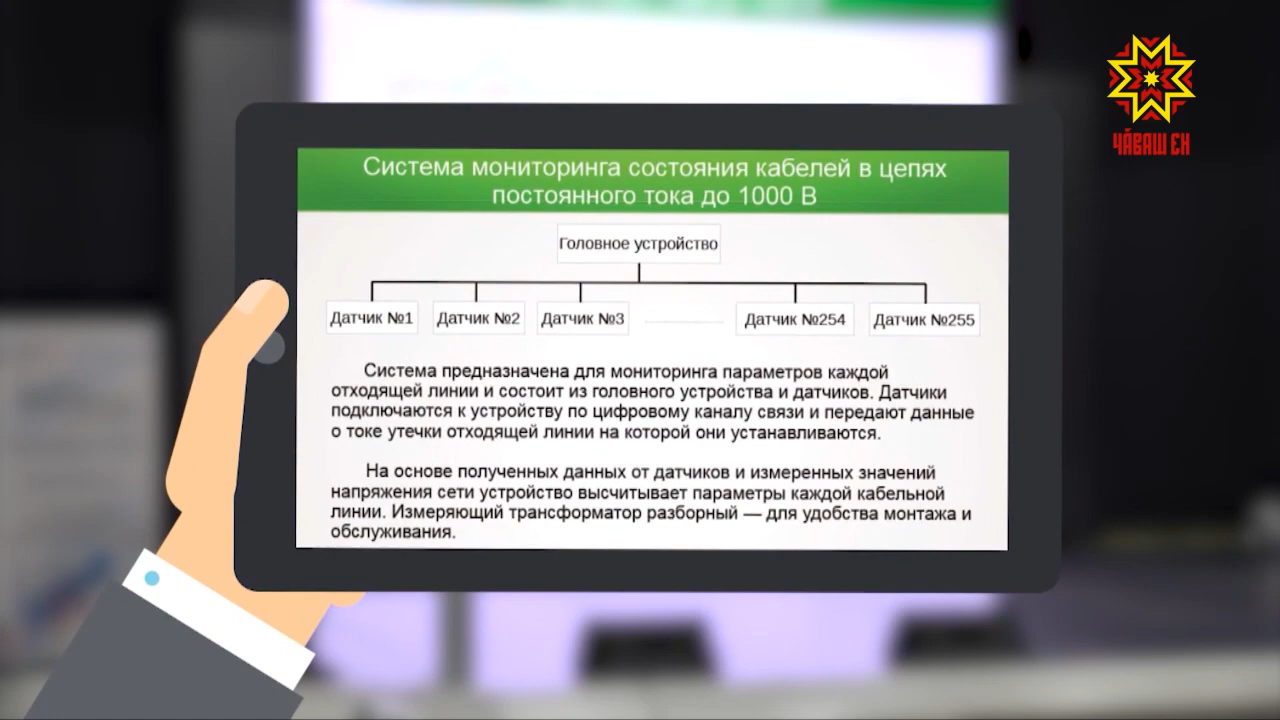 ЧӐВАШ ЕН
Система мониторинга состояния кабелей в цепях
постоянного тока до 1000 В
Головное устройство
Датчик №1 Датчик №2 Датчик №3 Датчик №254 Датчик №255
Система предназначена для мониторинга параметров каждой
отходящей линии и состоит из головного устройства и датчиков. Датчики
подключаются к устройству по цифровому каналу связи и передают данные
о токе утечки отходящей линии на которой они устанавливаются.
На основе полученных данных от датчиков и измеренных значений
напряжения сети устройство высчитывает параметры каждой кабельной
линии. Измеряющий трансформатор разборный — для удобства монтажа и
обслуживания.